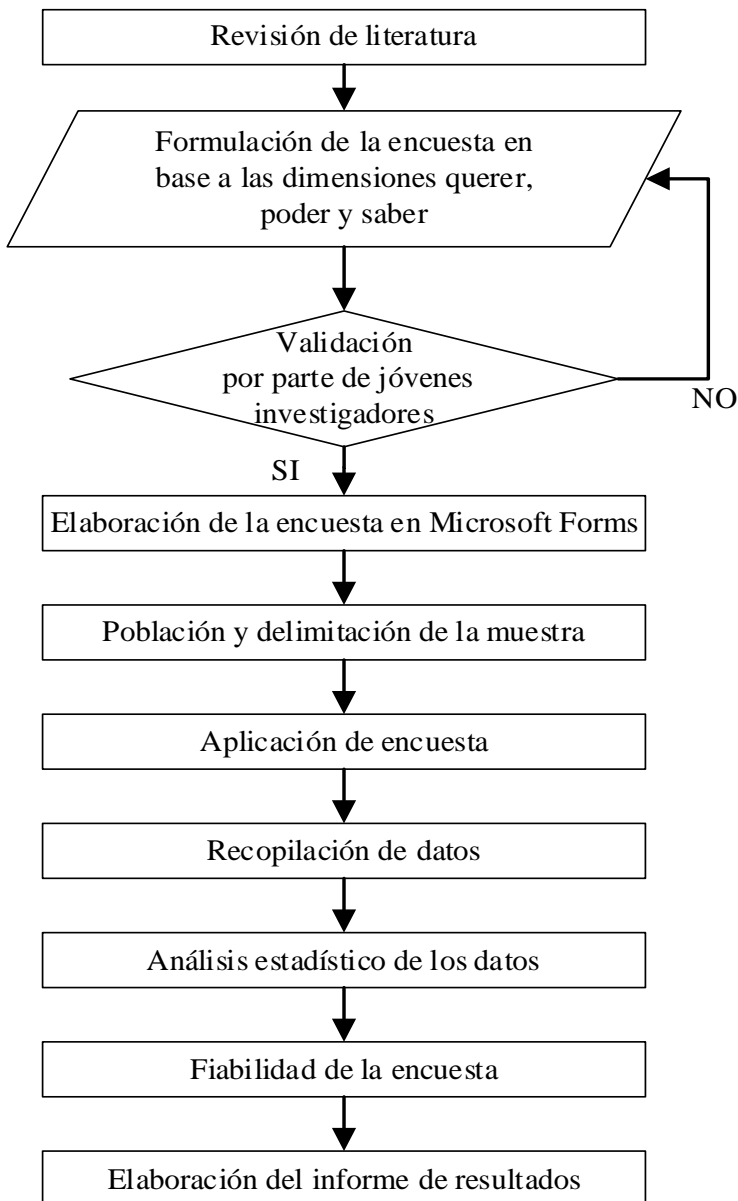 Revisión de literatura
Formulación de la encuesta en
base a las dimensiones querer,
poder y saber
Validación
por parte de jóvenes
investigadores
NO
SI
Elaboración de la encuesta en Microsoft Forms
Población y delimitación de la muestra
Aplicación de encuesta
Recopilación de datos
Análisis estadístico de los datos
Fiabilidad de la encuesta
Elaboración del informe de resultados